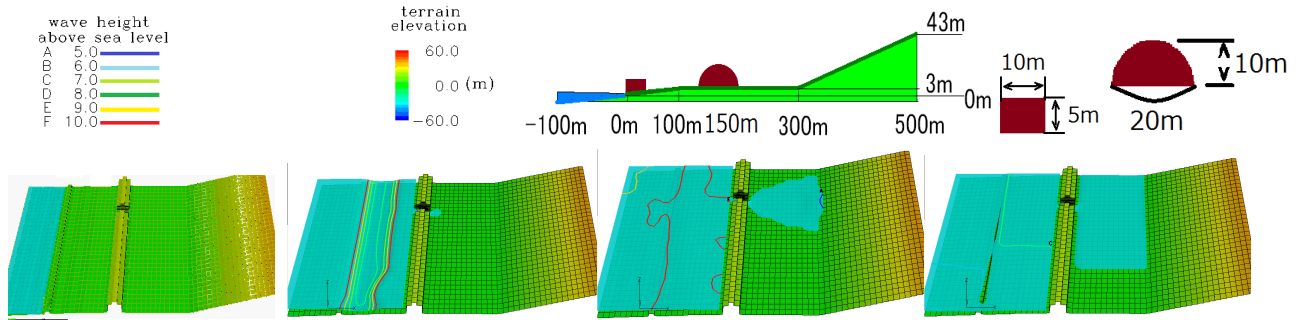 wave height
above sea level
A 5.0
B 6.0
C 7.0
D 8.0
E 9.0
F 10.0
terrain
elevation
60.0
0.0 (m)
-60.0
43m
3m
0m
-100m 0m 100m 150m 300m 500m
10m
5m
10m
20m